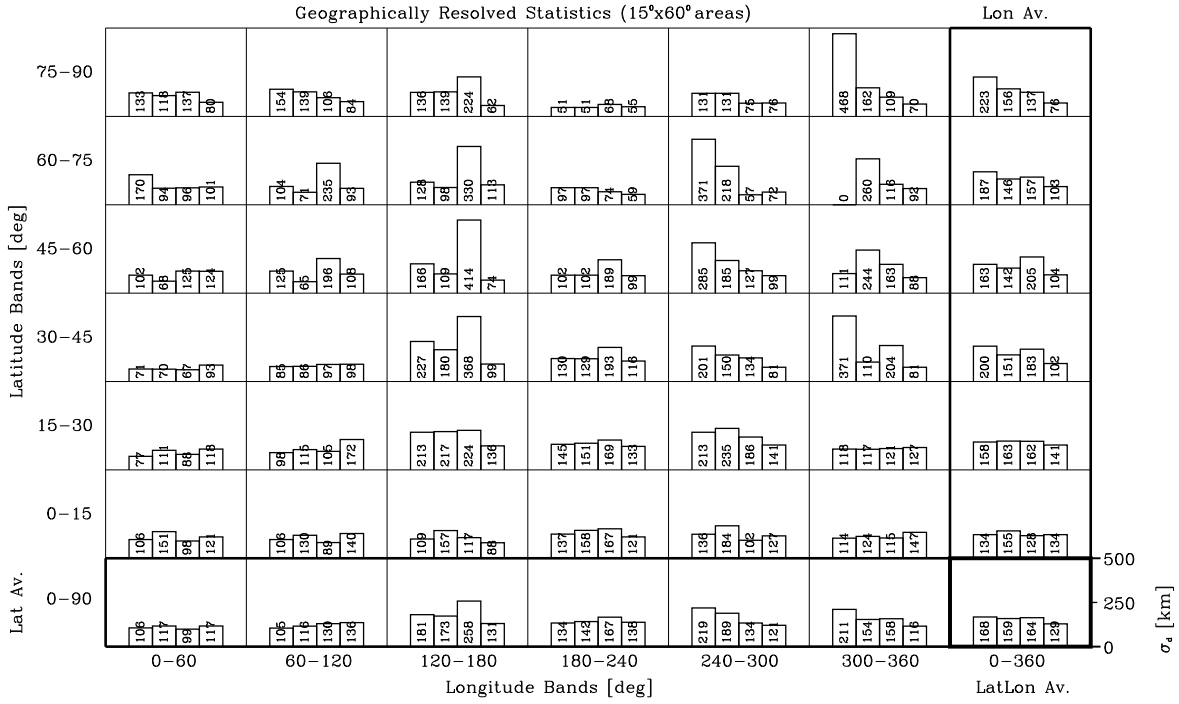 Geographically Resolved Statistics (15°x60° areas) Lon Av.
75-90 133 118 137 80 154 139 106 84 136 139 224 62 51 51 68 55 131 131 75 76 468 162 109 70 223 156 137 76
60-75 170 94 96 101 104 71 235 93 128 98 330 113 97 97 74 59 371 218 57 72 0 260 116 92 187 146 157 103
45-60 102 68 125 124 125 65 196 108 166 109 414 74 102 102 189 99 285 185 127 99 111 244 163 88 163 142 205 104
30-45 71 70 67 93 85 86 97 98 227 180 368 99 130 129 193 116 201 150 134 81 371 110 204 81 200 151 183 102
15-30 77 111 88 118 98 115 105 172 213 217 224 136 145 151 169 133 213 235 186 141 118 117 121 127 158 163 162 141
0-15 106 151 98 121 106 130 89 140 109 157 117 88 137 158 167 121 136 184 102 127 114 124 115 147 134 155 128 134
0-90 106 117 99 117 105 116 130 136 181 173 258 131 134 142 167 138 219 189 134 121 211 154 158 116 168 159 164 129
Latitude Bands [deg]
Lat Av.
500
250
0
σd [km]
0-60 60-120 120-180 180-240 240-300 300-360 0-360
Longitude Bands [deg] LatLon Av.